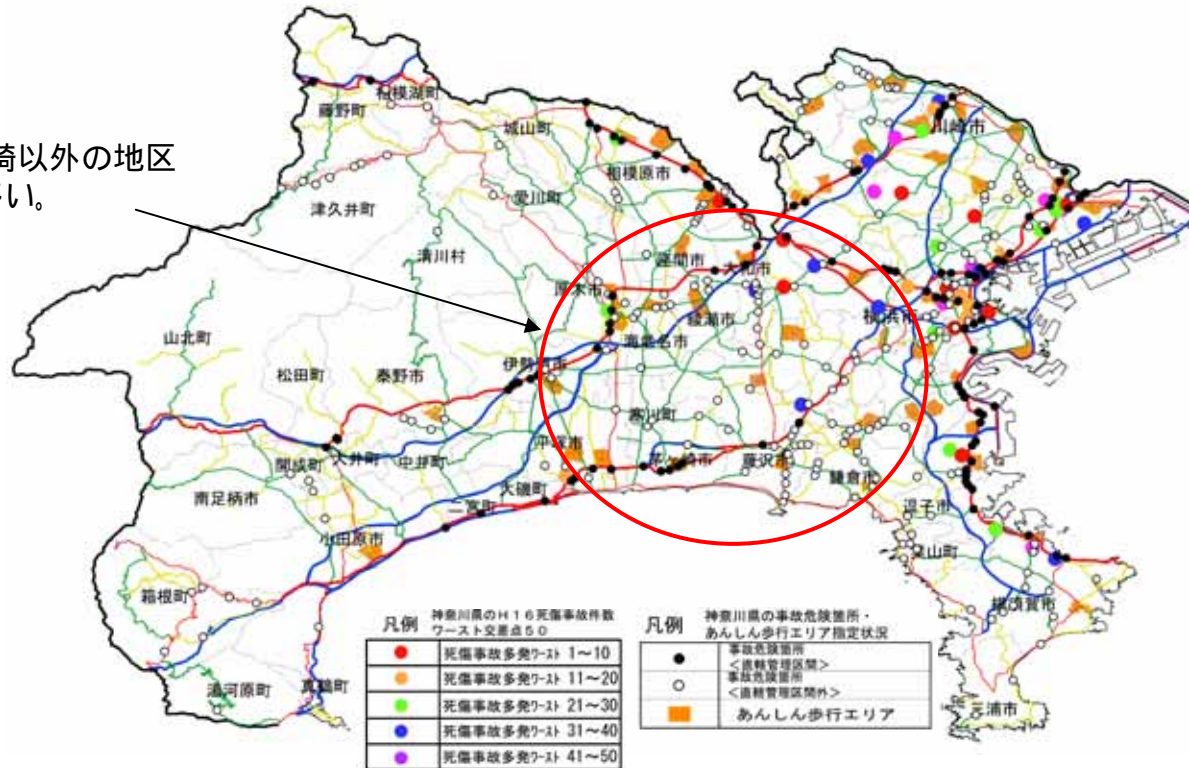 崎以外の地区
さい。
相模湖町
藤野町
城山町
川崎市
相模原市
愛川町
津久井町
清川村
座間市
大和市
厚木市
綾瀬市
横浜市
海老名市
山北町
伊勢原市
松田町
秦野市
寒川町
平塚市
茅ヶ崎市
藤沢市
開成町
大井町
中井町
鎌倉市
大磯町
南足柄市
二宮町
逗子市
小田原市
葉山町
箱根町
横須賀市
湯河原町
真鶴町
三浦市
凡例 神奈川県のH16死傷事故件数
ワースト交差点50
死傷事故多発ワースト 1～10
死傷事故多発ワースト 11～20
死傷事故多発ワースト 21～30
死傷事故多発ワースト 31～40
死傷事故多発ワースト 41～50
凡例 神奈川県の事故危険箇所・
あんしん歩行エリア指定状況
事故危険箇所
＜直轄管理区間＞
事故危険箇所
＜直轄管理区間外＞
あんしん歩行エリア